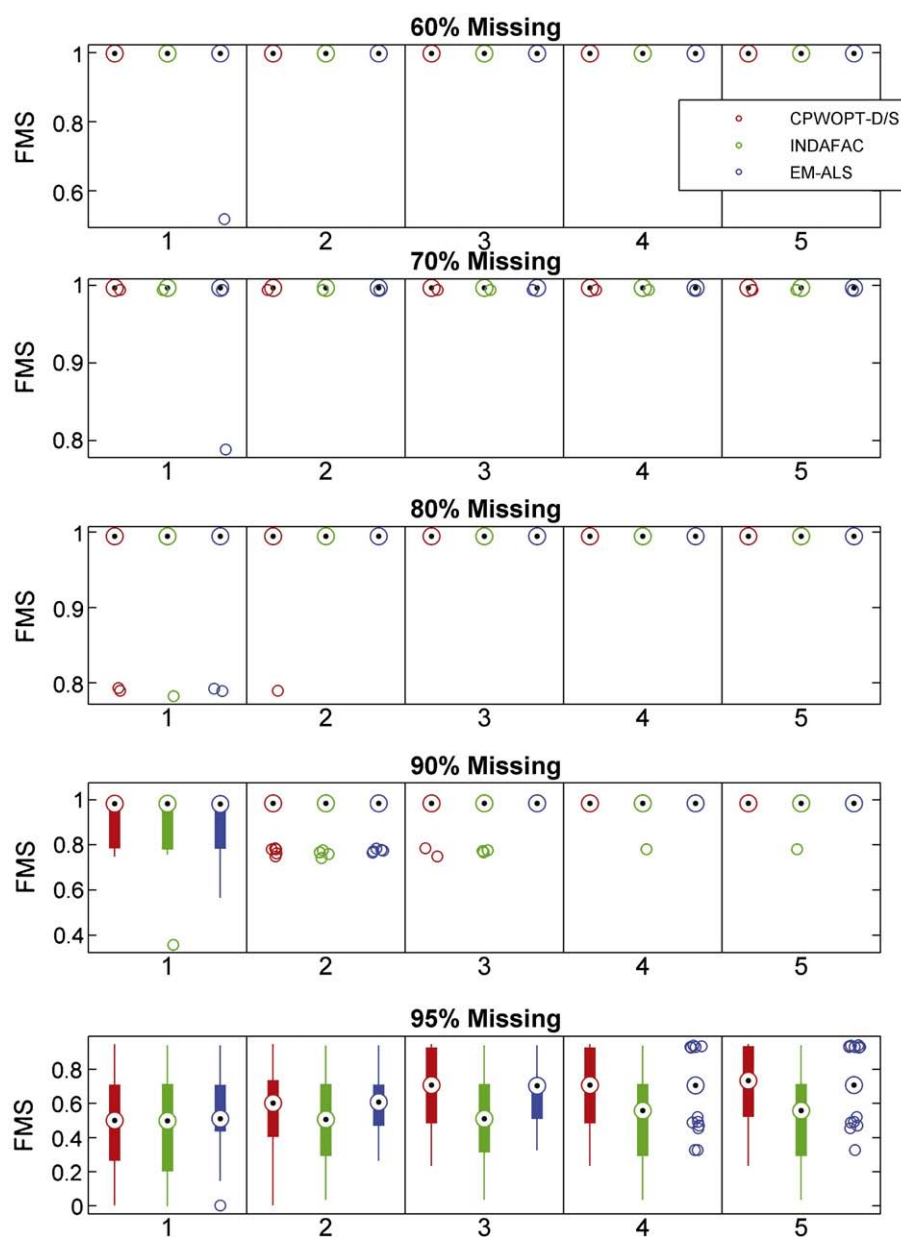 60% Missing
FMS
1
0.8
0.6
CPWOPT-D/S
INDAFAC
EM-ALS
1 2 3 4 5
70% Missing
FMS
1
0.9
0.8
1 2 3 4 5
80% Missing
FMS
1
0.9
0.8
1 2 3 4 5
90% Missing
FMS
1
0.8
0.6
0.4
1 2 3 4 5
95% Missing
FMS
0.8
0.6
0.4
0.2
0
1 2 3 4 5